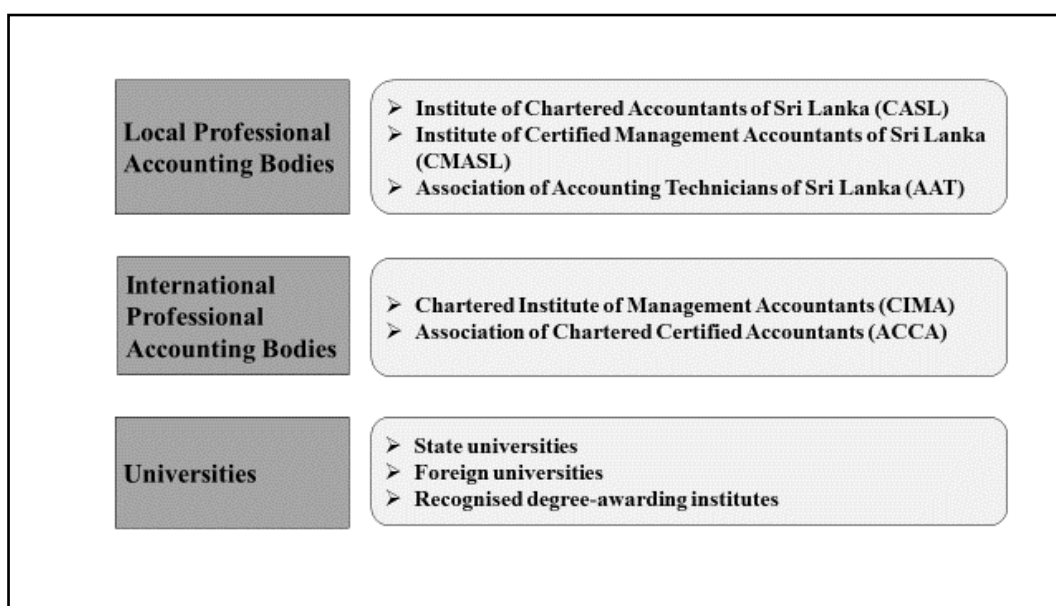 Local Professional
Accounting Bodies
➢ Institute of Chartered Accountants of Sri Lanka (CASL)
➢ Institute of Certified Management Accountants of Sri Lanka
(CMASL)
➢ Association of Accounting Technicians of Sri Lanka (AAT)
International
Professional
Accounting Bodies
➢ Chartered Institute of Management Accountants (CIMA)
➢ Association of Chartered Certified Accountants (ACCA)
Universities
➢ State universities
➢ Foreign universities
➢ Recognised degree-awarding institutes